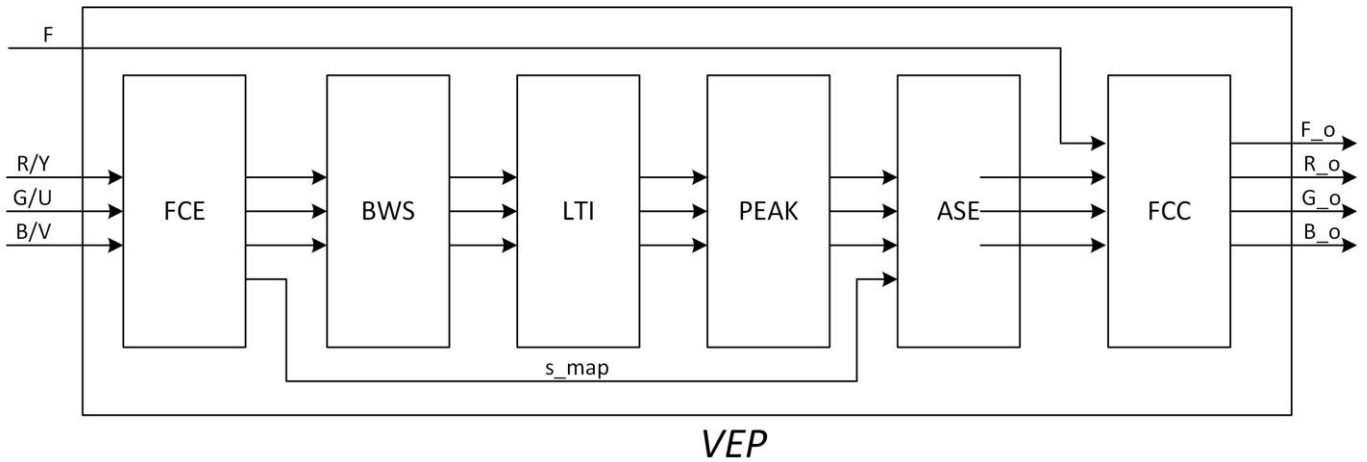 F
R/Y
G/U
B/V
FCE
BWS
LTI
PEAK
ASE
FCC
F_o
R_o
G_o
B_o
s_map
VEP